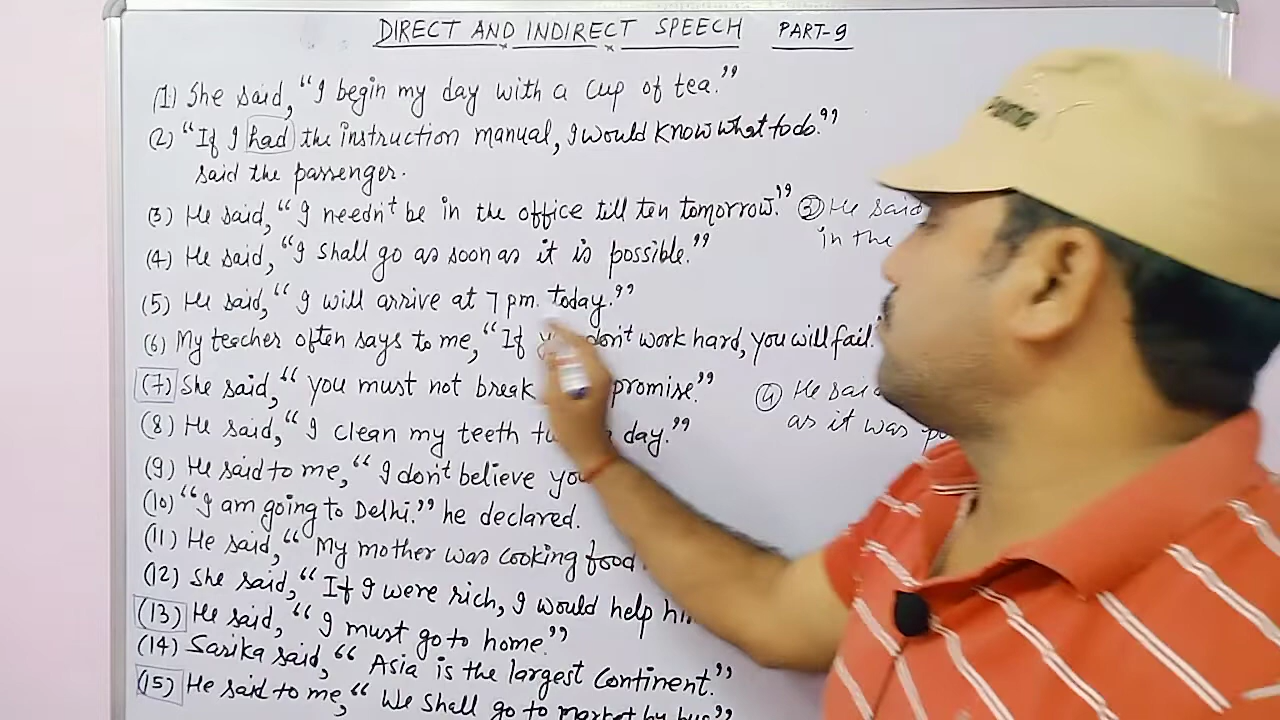 DIRECT AND INDIRECT SPEECH PART-9
(1) She said, "I begin my day with a cup of tea."
(2) "If I had the instruction manual, I would know what to do."
said the passenger.
(3) He said, "I needn't be in the office till ten tomorrow."
(4) He said, "I shall go as soon as it is possible."
(5) He said, "I will arrive at 7 pm. today."
(6) My teacher often says to me, "If you don't work hard, you will fail."
(7) She said, "you must not break promise."
(8) He said, "I clean my teeth day."
(9) He said to me, "I don't believe you
(10) "I am going to Delhi." he declared.
(11) He said, "My mother was cooking food
(12) She said, "If I were rich, I would help
(13) He said, "I must go to home."
(14) Sarika said, "Asia is the largest Continent."
(15) He said to me, "We shall go to market by bus"
(3) He said
in the
(4) He said
as it was
PUMA